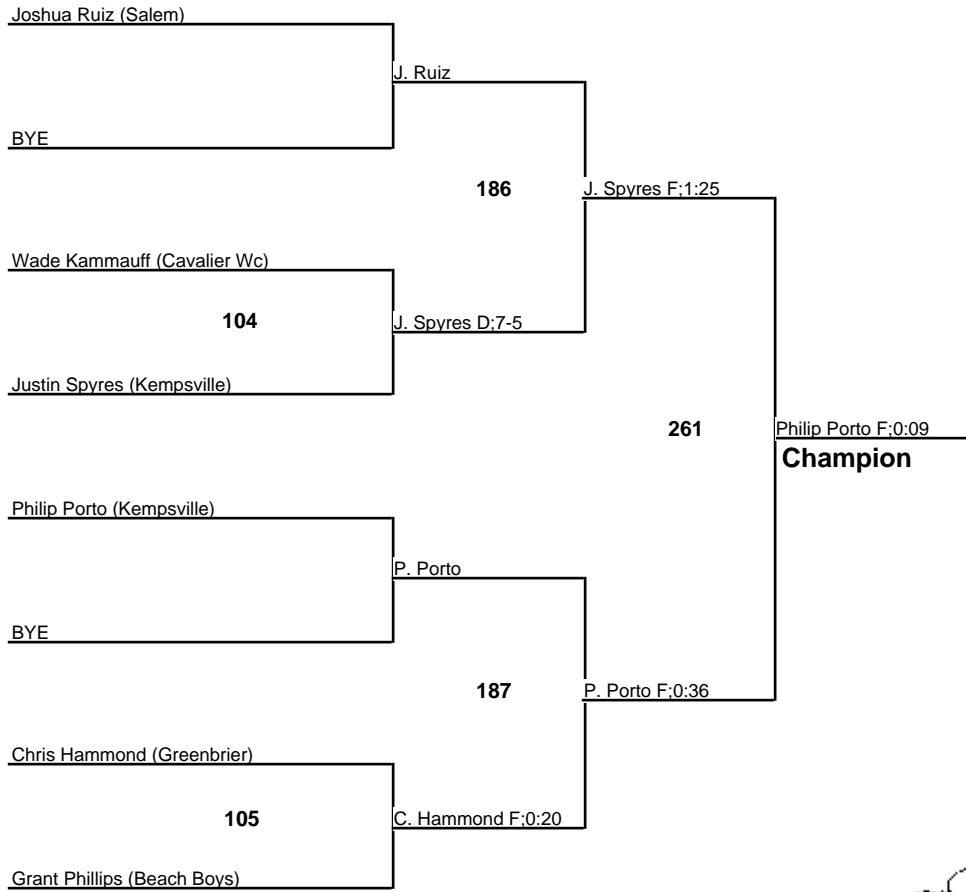 Joshua Ruiz (Salem)
J. Ruiz
BYE
186
J. Spyres F;1:25
Wade Kammauff (Cavalier Wc)
104
J. Spyres D;7-5
Justin Spyres (Kempsville)
261
Philip Porto F;0:09
Champion
Philip Porto (Kempsville)
P. Porto
BYE
187
P. Porto F;0:36
Chris Hammond (Greenbrier)
105
C. Hammond F;0:20
Grant Phillips (Beach Boys)